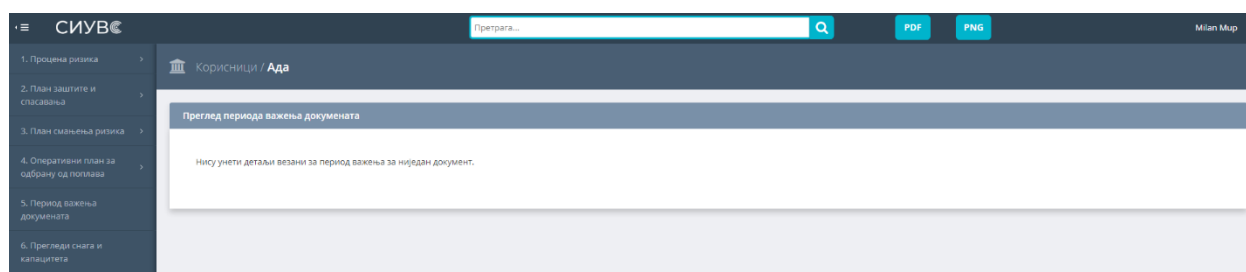 СИУВС
Претрага...
PDF
PNG
Milan Mup
1. Процена ризика
2. План заштите и
спасавања
3. План смањења ризика
4. Оперативни план за
одбрану од поплава
5. Период важења
докумената
6. Прегледи снага и
капацитета
Корисници / Ада
Преглед периода важења докумената
Нису унети детаљи везани за период важења за ниједан документ.